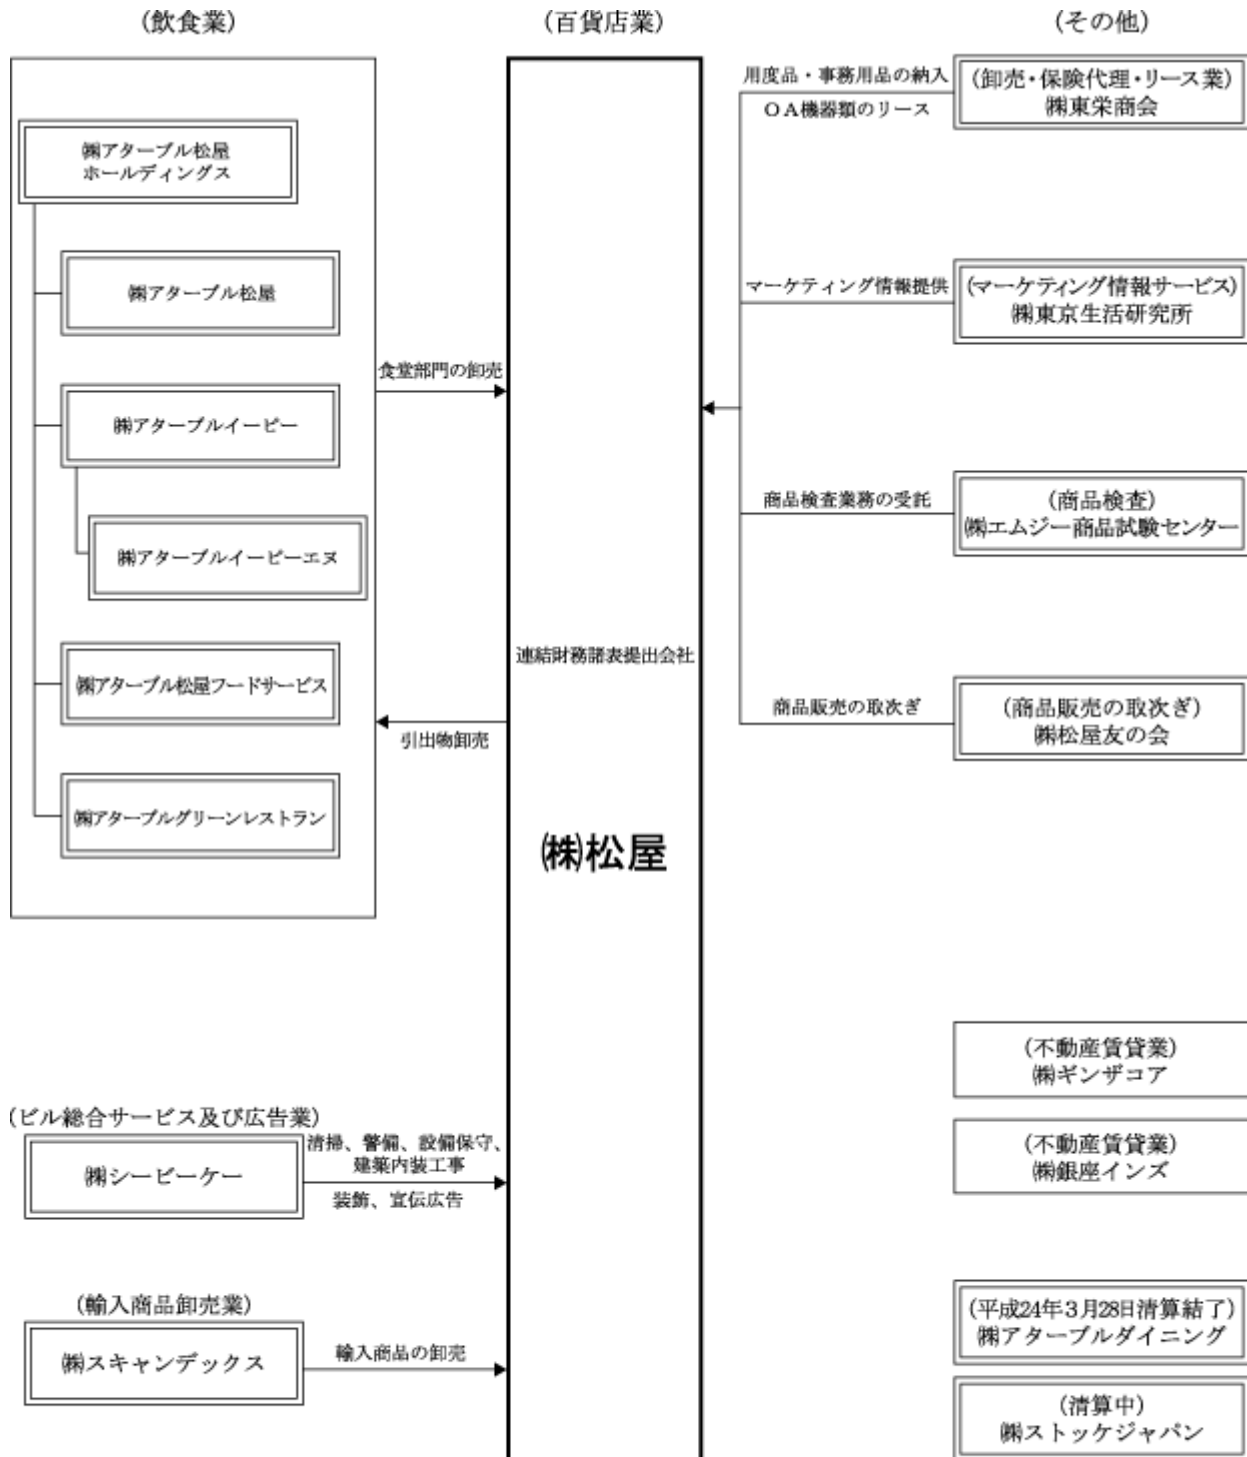 (飲食業)
(百貨店業)
(その他)
㈱アターブル松屋
ホールディングス
㈱アターブル松屋
㈱アターブルイーピー
㈱アターブルイーピーエヌ
㈱アターブル松屋フードサービス
㈱アターブルグリーンレストラン
食堂部門の卸売
引出物卸売
連結財務諸表提出会社
㈱松屋
用度品・事務用品の納入
ＯＡ機器類のリース
(卸売・保険代理・リース業)
㈱東栄商会
マーケティング情報提供
(マーケティング情報サービス)
㈱東京生活研究所
商品検査業務の受託
(商品検査)
㈱エムジー商品試験センター
商品販売の取次ぎ
(商品販売の取次ぎ)
㈱松屋友の会
(不動産賃貸業)
㈱ギンザコア
(不動産賃貸業)
㈱銀座インズ
(ビル総合サービス及び広告業)
㈱シービーケー
清掃、警備、設備保守、
建築内装工事
装飾、宣伝広告
(輸入商品卸売業)
㈱スキャンデックス
輸入商品の卸売
(平成24年３月28日清算結了)
㈱アターブルダイニング
(清算中)
㈱ストッケジャパン